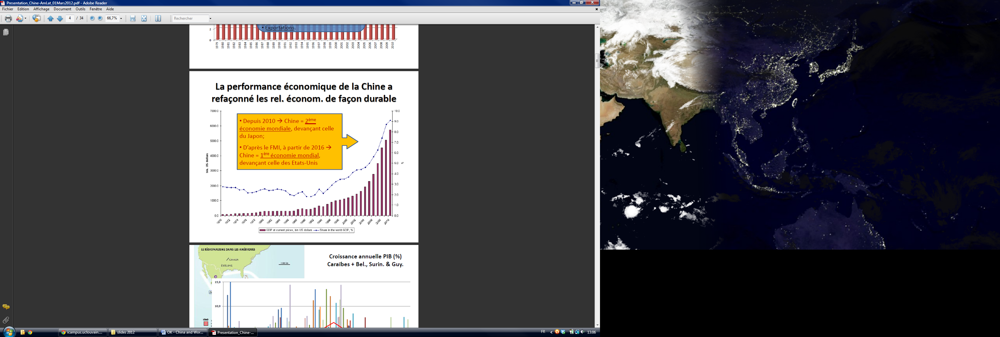 Presentation_Chine-AmLat_01Mars2012.pdf - Adobe Reader
Fichier Edition Affichage Document Outils Fenêtre Aide
4 / 34 66,7% Rechercher
• Exportations.
2
0
1979 1980 1981 1982 1983 1984 1985 1986 1987 1988 1989 1990 1991 1992 1993 1994 1995 1996 1997 1998 1999 2000 2001 2002 2003 2004 2005 2006 2007 2008 2009 2010
La performance économique de la Chine a
refaçonné les rel. économ. de façon durable
• Depuis 2010 → Chine = 2ème
économie mondiale, devançant celle
du Japon;
• D'après le FMI, à partir de 2016 →
Chine = 1ère économie mondial,
devançant celle des Etats-Unis
bln. US dollars
7000.0
6000.0
5000.0
4000.0
3000.0
2000.0
1000.0
0.0
10.0
9.0
8.0
7.0
6.0
5.0
4.0
3.0
2.0
1.0
0.0
%
1970 1972 1974 1976 1978 1980 1982 1984 1986 1988 1990 1992 1994 1996 1998 2000 2002 2004 2006 2008 2010
GDP at current prices, bln US dollars Share in the world GDP, %
LE RÉGIONALISME DANS LES AMÉRIQUES
CANADA
ÉTATS UNIS
1 000 km
1960
Croissance annuelle PIB (%)
Caraïbes + Bel., Surin. & Guy.
15,0
10,0
icampus.uclouvain.... slides 2012 OK - China and Wor... Presentation_Chine-... FR 13:06